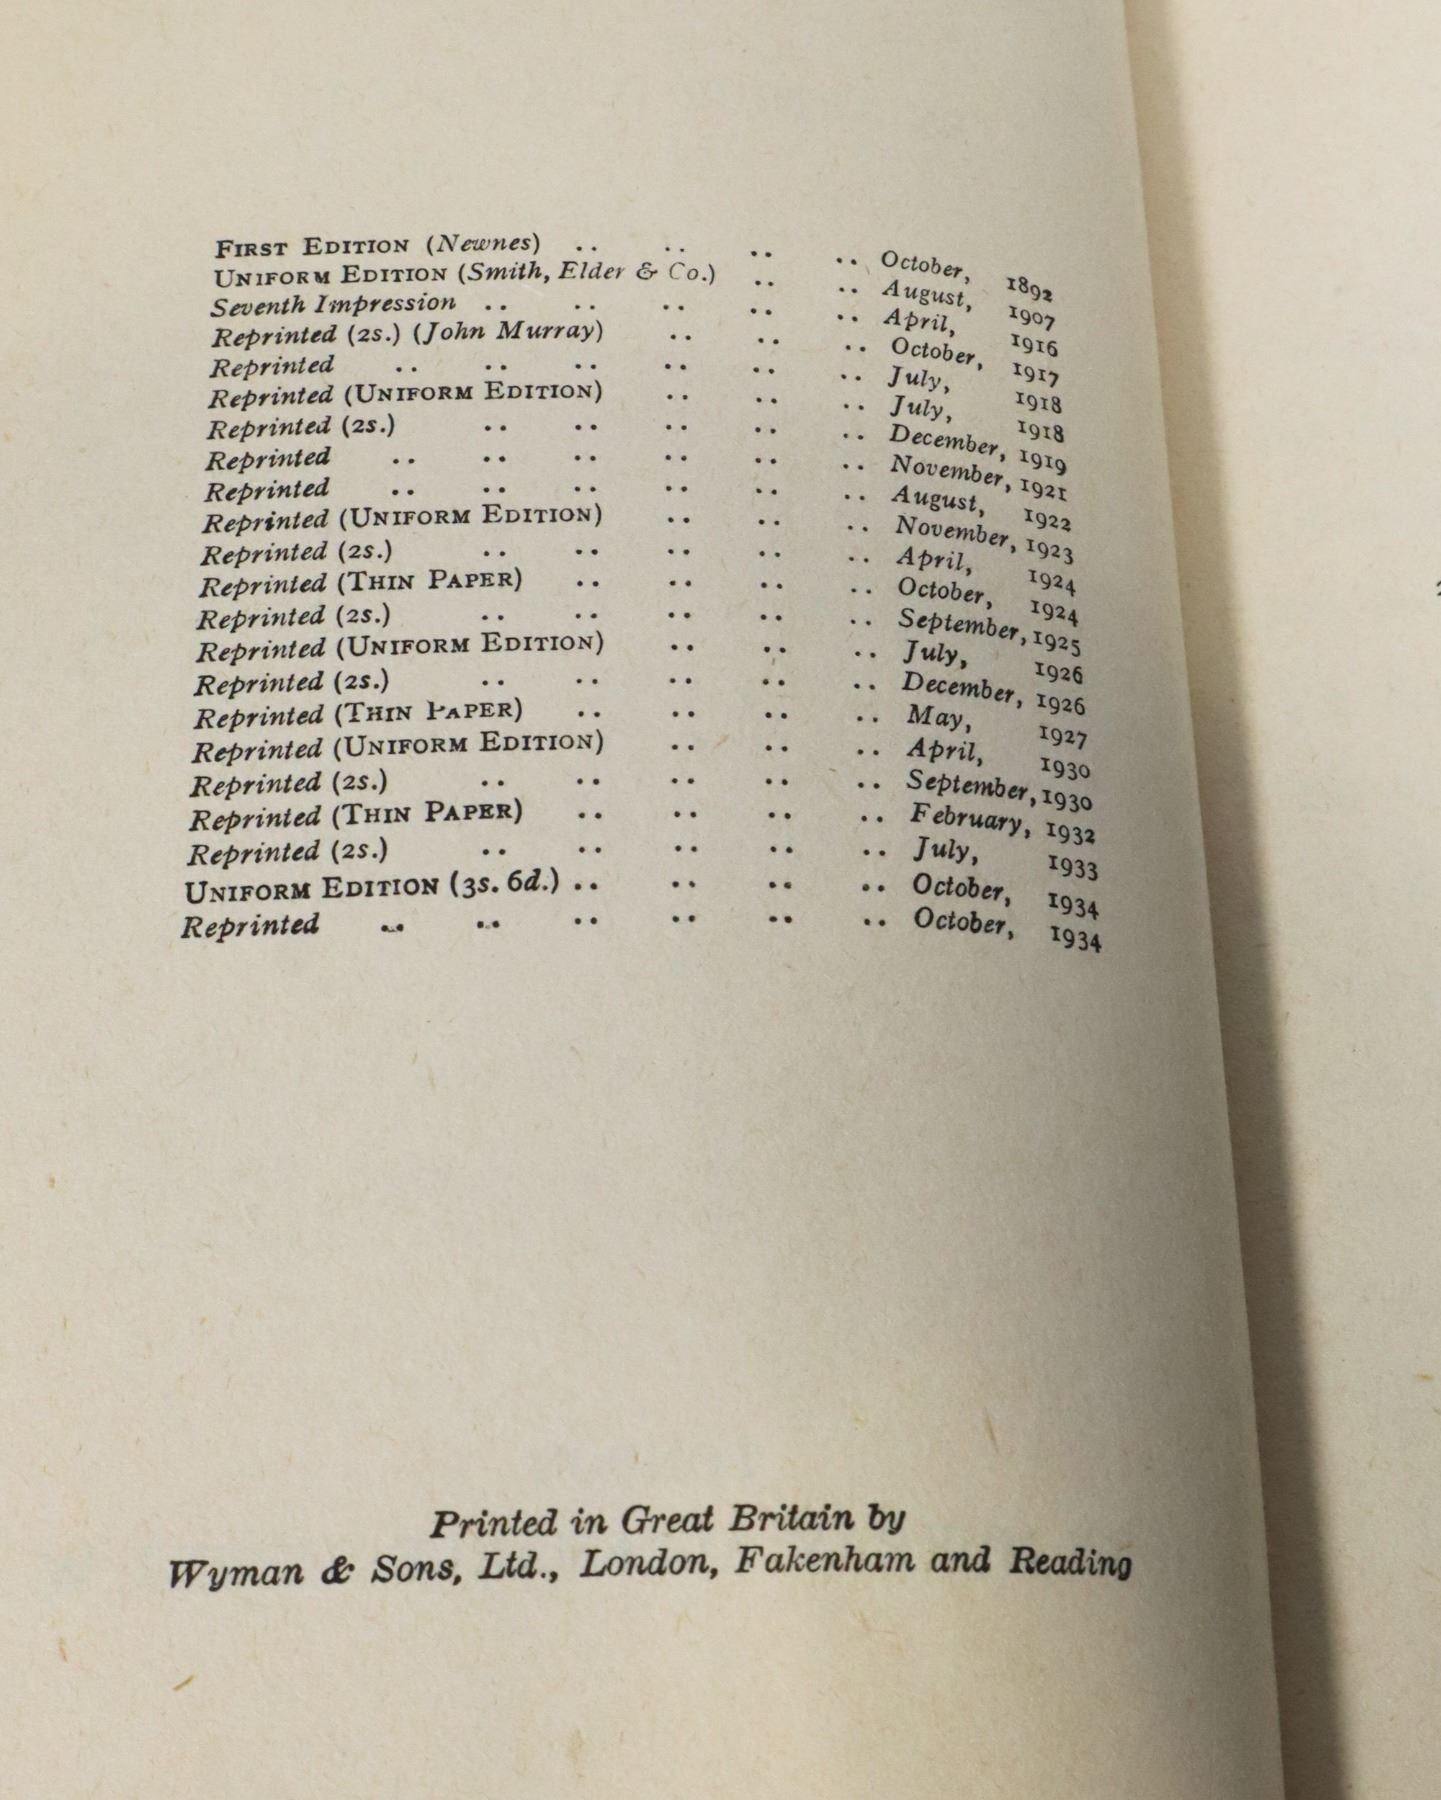 FIRST EDITION (Newnes) .. .. .. .. October, 1892
UNIFORM EDITION (Smith, Elder & Co.) .. .. August, 1907
Seventh Impression .. .. .. .. .. April, 1916
Reprinted (2s.) (John Murray) .. .. .. October, 1917
Reprinted .. .. .. .. .. .. July, 1918
Reprinted (UNIFORM EDITION) .. .. .. July, 1918
Reprinted (2s.) .. .. .. .. .. December, 1919
Reprinted .. .. .. .. .. .. November, 1921
Reprinted .. .. .. .. .. .. August, 1922
Reprinted (UNIFORM EDITION) .. .. .. November, 1923
Reprinted (2s.) .. .. .. .. .. April, 1924
Reprinted (THIN PAPER) .. .. .. .. October, 1924
Reprinted (2s.) .. .. .. .. .. September, 1925
Reprinted (UNIFORM EDITION) .. .. .. July, 1926
Reprinted (2s.) .. .. .. .. .. December, 1926
Reprinted (THIN PAPER) .. .. .. .. May, 1927
Reprinted (UNIFORM EDITION) .. .. .. April, 1930
Reprinted (2s.) .. .. .. .. .. September, 1930
Reprinted (THIN PAPER) .. .. .. .. February, 1932
Reprinted (2s.) .. .. .. .. .. July, 1933
UNIFORM EDITION (3s. 6d.) .. .. .. .. October, 1934
Reprinted .. .. .. .. .. .. October, 1934
Printed in Great Britain by
Wyman & Sons, Ltd., London, Fakenham and Reading